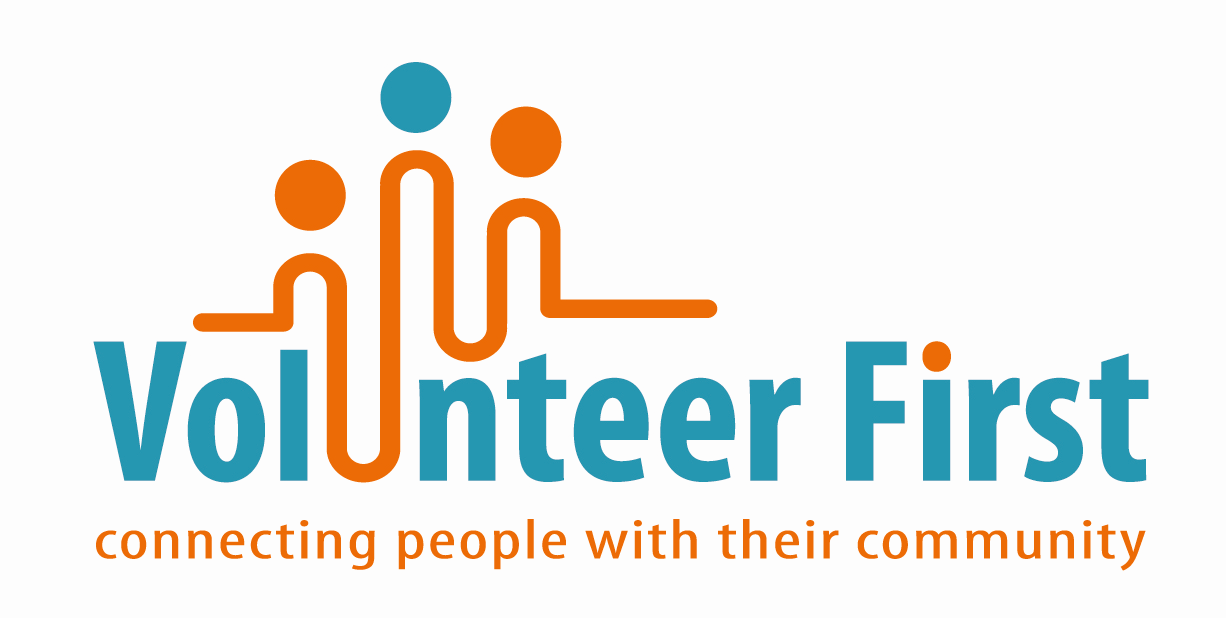 Volunteer First
connecting people with their community